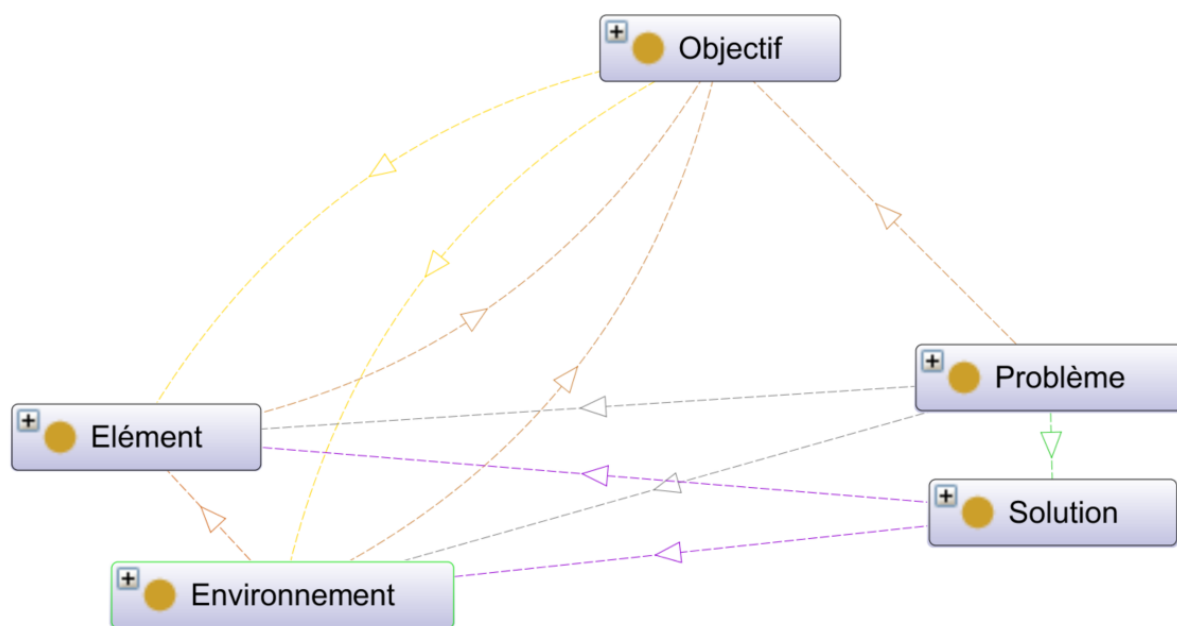 Objectif
Problème
Elément
Solution
Environnement